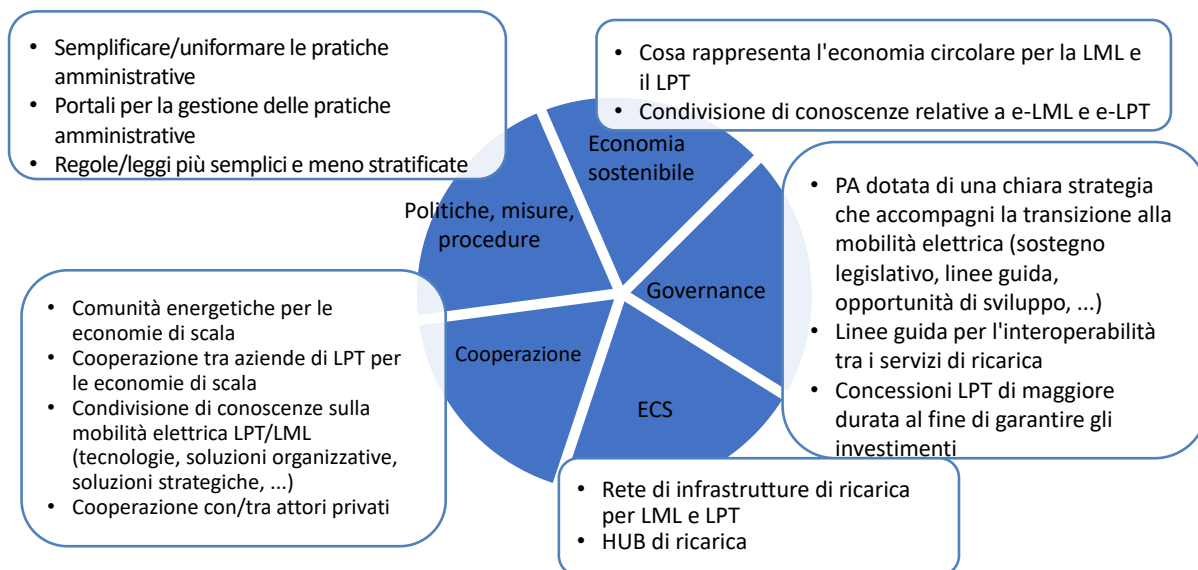 • Semplificare/uniformare le pratiche
amministrative
• Portali per la gestione delle pratiche
amministrative
• Regole/leggi più semplici e meno stratificate
• Cosa rappresenta l'economia circolare per la LML e
il LPT
• Condivisione di conoscenze relative a e-LML e e-LPT
Economia
sostenibile
Politiche, misure,
procedure
Governance
Cooperazione
ECS
• PA dotata di una chiara strategia
che accompagni la transizione alla
mobilità elettrica (sostegno
legislativo, linee guida,
opportunità di sviluppo, ...)
• Linee guida per l'interoperabilità
tra i servizi di ricarica
• Concessioni LPT di maggiore
durata al fine di garantire gli
investimenti
• Comunità energetiche per le
economie di scala
• Cooperazione tra aziende di LPT per
le economie di scala
• Condivisione di conoscenze sulla
mobilità elettrica LPT/LML
(tecnologie, soluzioni organizzative,
soluzioni strategiche, ...)
• Cooperazione con/tra attori privati
• Rete di infrastrutture di ricarica
per LML e LPT
• HUB di ricarica